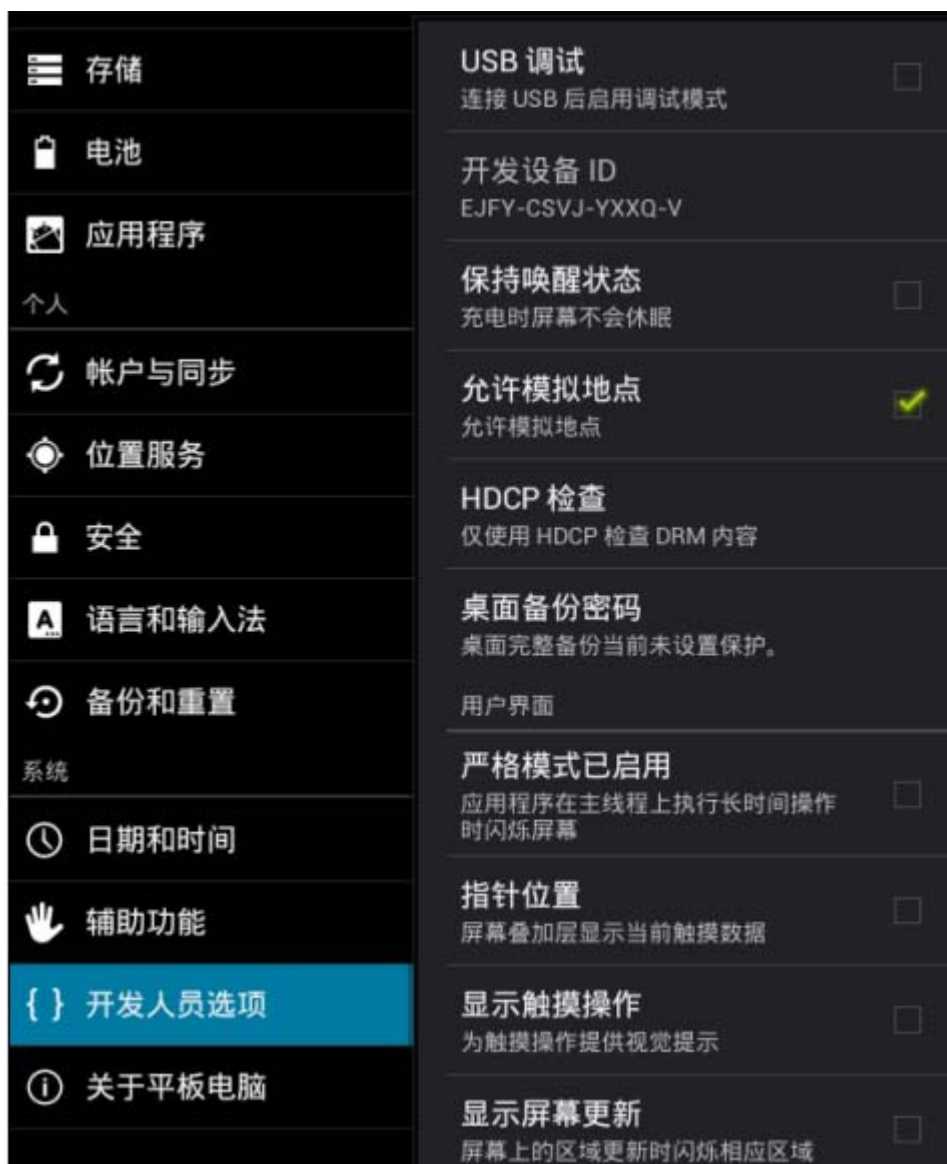 存储
电池
应用程序
个人
帐户与同步
位置服务
安全
语言和输入法
备份和重置
系统
日期和时间
辅助功能
{ } 开发人员选项
关于平板电脑
USB 调试
连接 USB 后启用调试模式
开发设备 ID
EJFY-CSVJ-YXXQ-V
保持唤醒状态
充电时屏幕不会休眠
允许模拟地点
允许模拟地点
HDCP 检查
仅使用 HDCP 检查 DRM 内容
桌面备份密码
桌面完整备份当前未设置保护。
用户界面
严格模式已启用
应用程序在主线程上执行长时间操作
时闪烁屏幕
指针位置
屏幕叠加层显示当前触摸数据
显示触摸操作
为触摸操作提供视觉提示
显示屏幕更新
屏幕上的区域更新时闪烁相应区域